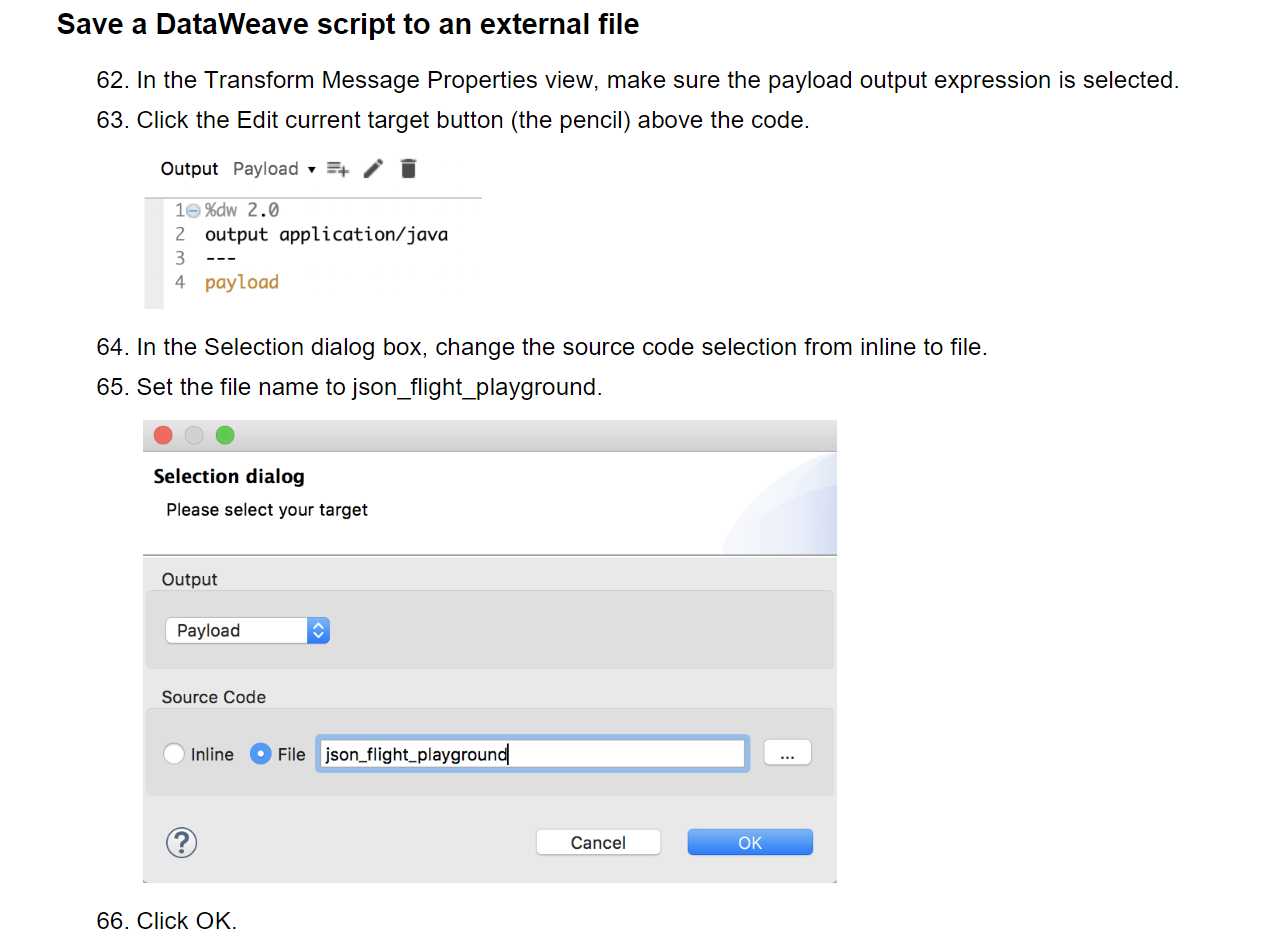 Save a DataWeave script to an external file
62. In the Transform Message Properties view, make sure the payload output expression is selected.
63. Click the Edit current target button (the pencil) above the code.
Output Payload
1 %dw 2.0
2 output application/java
3 ---
4 payload
64. In the Selection dialog box, change the source code selection from inline to file.
65. Set the file name to json_flight_playground.
Selection dialog
Please select your target
Output
Payload
Source Code
Inline File json_flight_playground ...
? Cancel OK
66. Click OK.